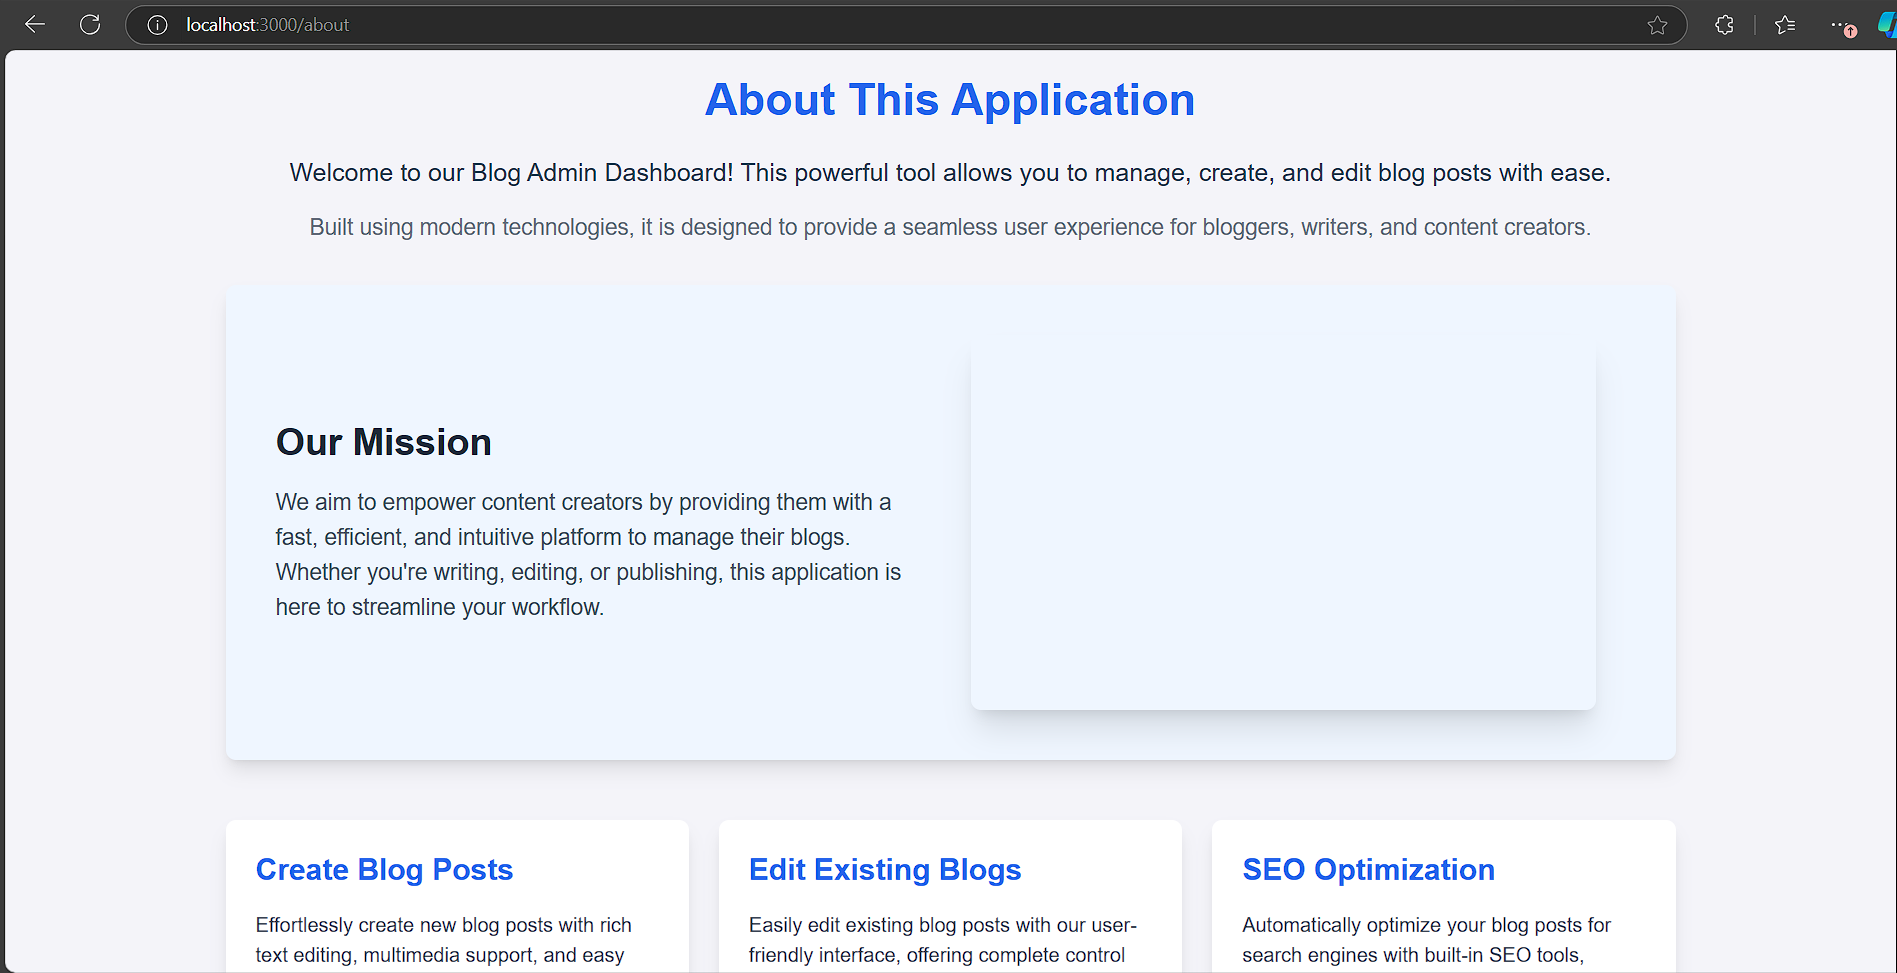 localhost:3000/about
About This Application
Welcome to our Blog Admin Dashboard! This powerful tool allows you to manage, create, and edit blog posts with ease.
Built using modern technologies, it is designed to provide a seamless user experience for bloggers, writers, and content creators.
Our Mission
We aim to empower content creators by providing them with a
fast, efficient, and intuitive platform to manage their blogs.
Whether you're writing, editing, or publishing, this application is
here to streamline your workflow.
Create Blog Posts
Effortlessly create new blog posts with rich
text editing, multimedia support, and easy
Edit Existing Blogs
Easily edit existing blog posts with our user-
friendly interface, offering complete control
SEO Optimization
Automatically optimize your blog posts for
search engines with built-in SEO tools,